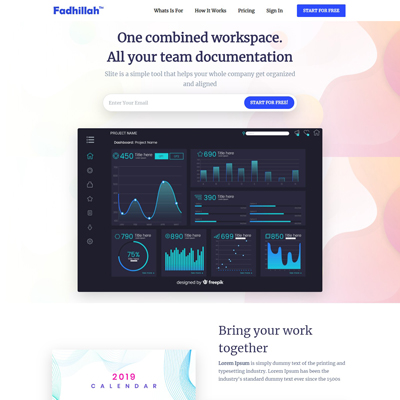 Fadhillah™
Whats Is For
How It Works
Pricing
Sign In
START FOR FREE
One combined workspace.
All your team documentation
Slite is a simple tool that helps your whole company get organized
and aligned
Enter Your Email
START FOR FREE!
PROJECT NAME
Dashboard Project Name
450 Title here
690 Title here
390 Title here
790 Title here
75%
890 Title here
699 Title here
850 Title here
designed by freepik
Bring your work
together
Lorem Ipsum is simply dummy text of the printing and
typesetting industry. Lorem Ipsum has been the
industry's standard dummy text ever since the 1500s
2019
CALENDAR